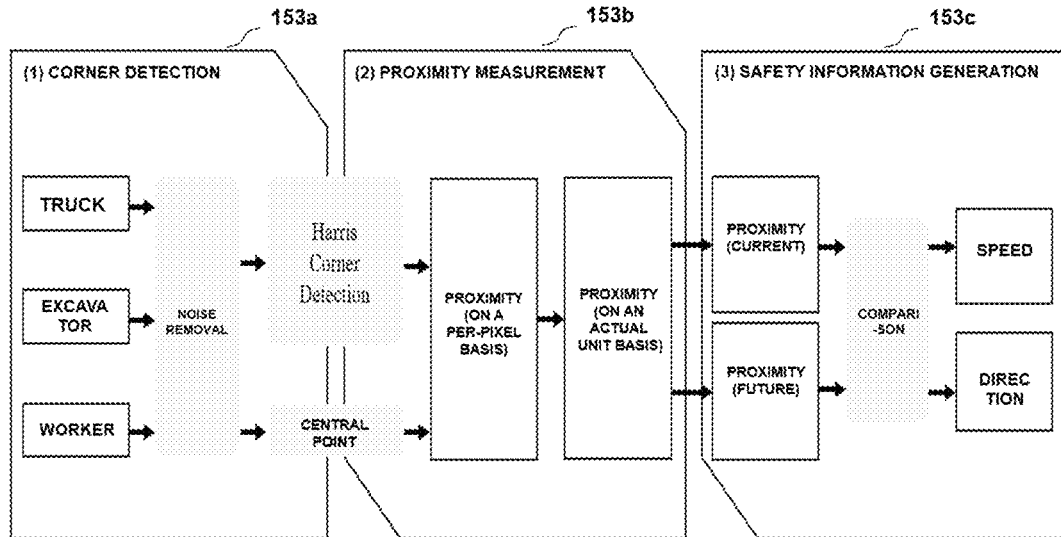 153a
153b
153c
(1) CORNER DETECTION
(2) PROXIMITY MEASUREMENT
(3) SAFETY INFORMATION GENERATION
TRUCK
EXCAVA
TOR
WORKER
NOISE
REMOVAL
Harris
Corner
Detection
CENTRAL
POINT
PROXIMITY
(ON A
PER-PIXEL
BASIS)
PROXIMITY
(ON AN
ACTUAL
UNIT BASIS)
PROXIMITY
(CURRENT)
PROXIMITY
(FUTURE)
COMPARI
-SON
SPEED
DIREC
TION